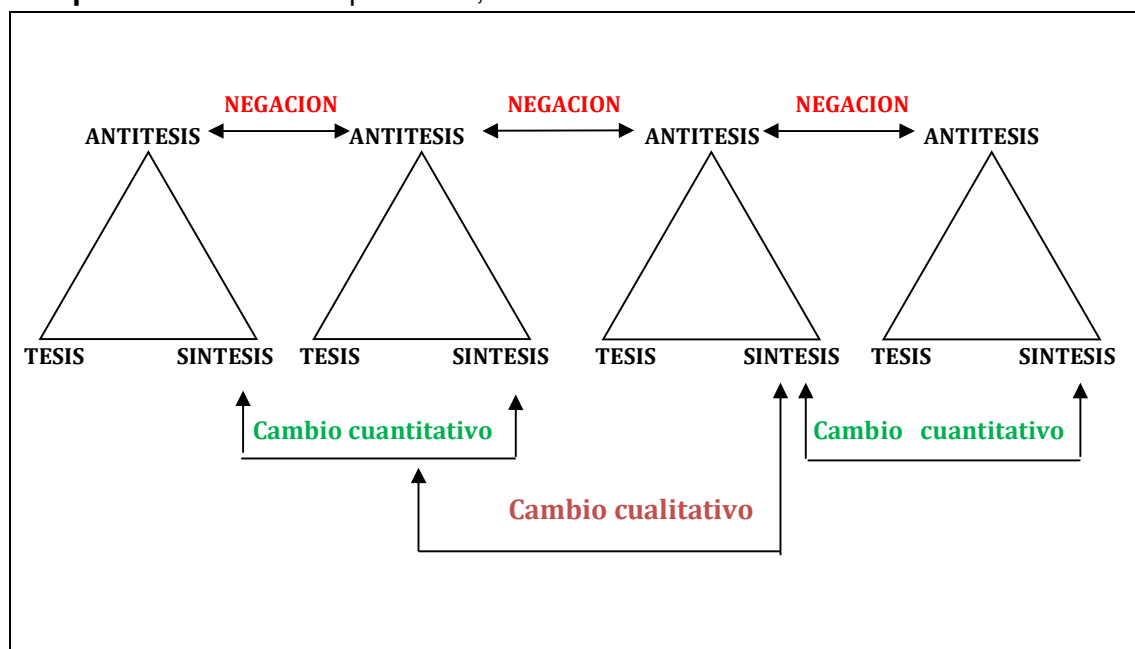 NEGACION NEGACION NEGACION
ANTITESIS ANTITESIS ANTITESIS ANTITESIS
TESIS SINTESIS TESIS SINTESIS TESIS SINTESIS TESIS SINTESIS
Cambio cuantitativo Cambio cuantitativo
Cambio cualitativo